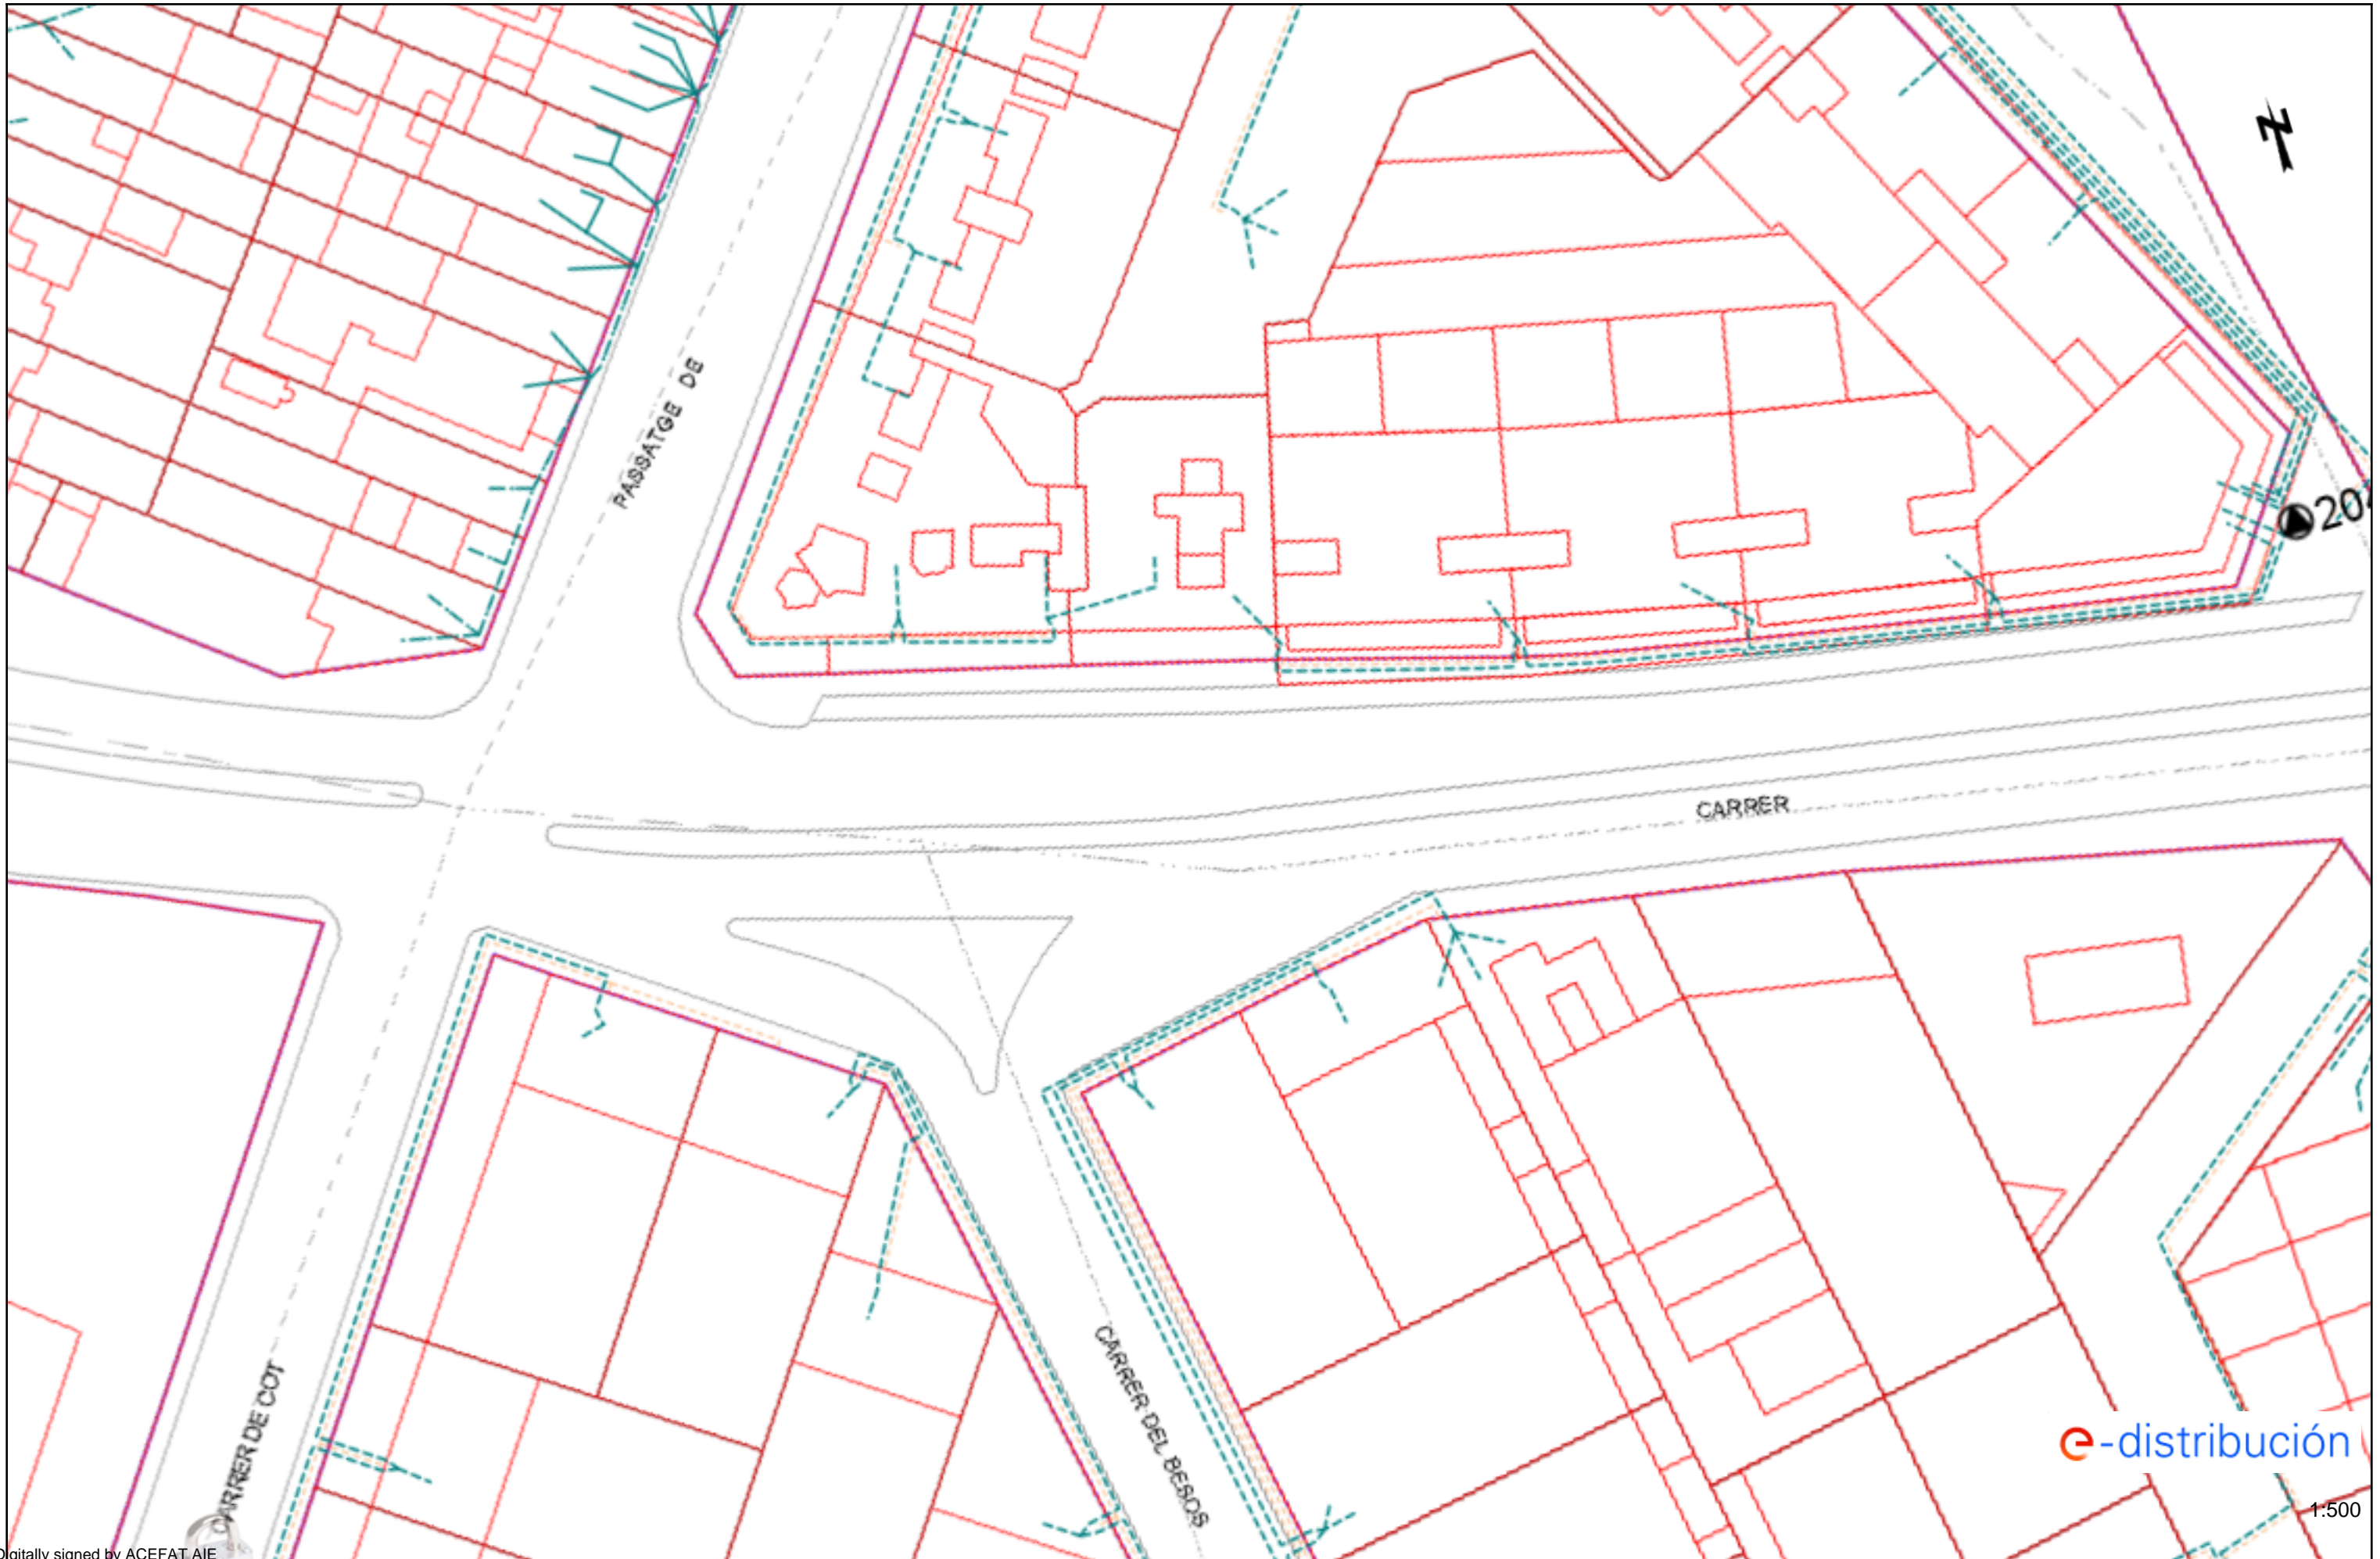 PASSATGE DE
CARRER
CARRER DE COT
CARRER DEL BESOS
e-distribución
1:500
Digitally signed by ACEFAT, AIE